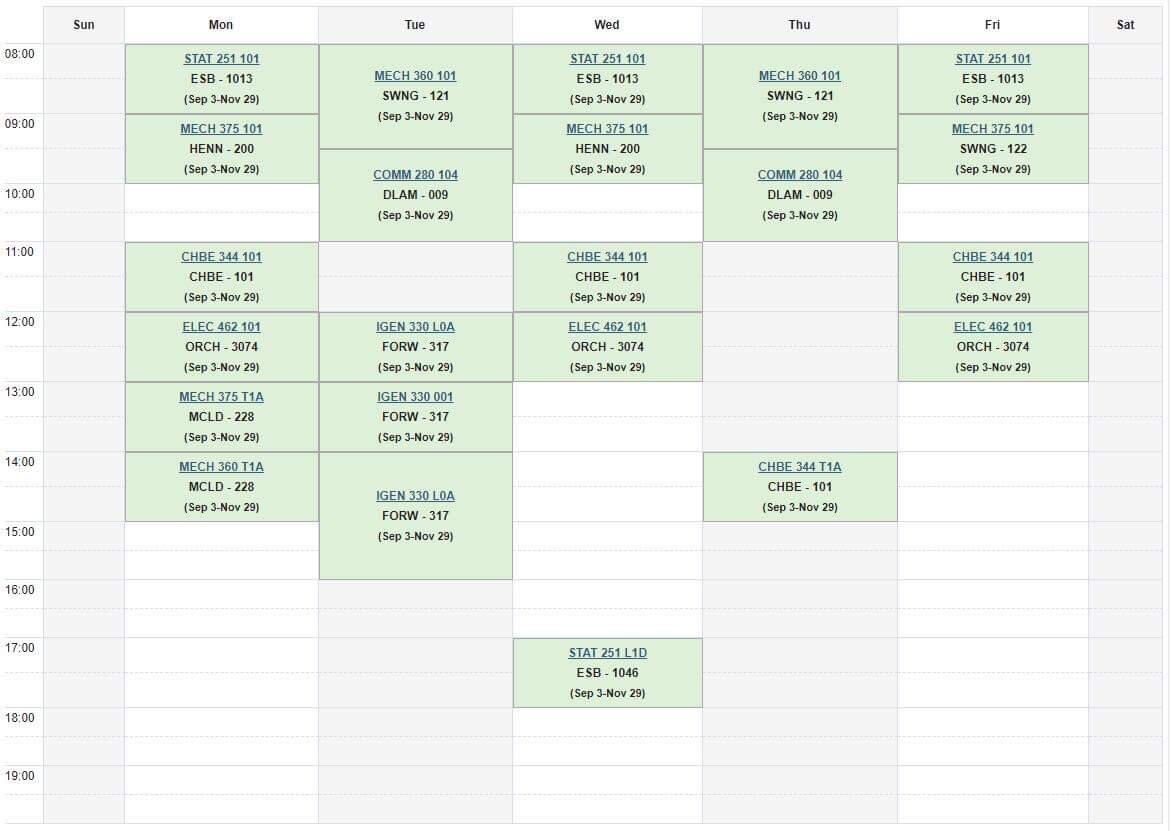 Sun Mon Tue Wed Thu Fri Sat
08:00
STAT 251 101
ESB - 1013
(Sep 3-Nov 29)
MECH 360 101
SWNG - 121
(Sep 3-Nov 29)
STAT 251 101
ESB - 1013
(Sep 3-Nov 29)
MECH 360 101
SWNG - 121
(Sep 3-Nov 29)
STAT 251 101
ESB - 1013
(Sep 3-Nov 29)
09:00
MECH 375 101
HENN - 200
(Sep 3-Nov 29)
COMM 280 104
DLAM - 009
(Sep 3-Nov 29)
MECH 375 101
HENN - 200
(Sep 3-Nov 29)
COMM 280 104
DLAM - 009
(Sep 3-Nov 29)
MECH 375 101
SWNG - 122
(Sep 3-Nov 29)
10:00
11:00
CHBE 344 101
CHBE - 101
(Sep 3-Nov 29)
CHBE 344 101
CHBE - 101
(Sep 3-Nov 29)
CHBE 344 101
CHBE - 101
(Sep 3-Nov 29)
12:00
ELEC 462 101
ORCH - 3074
(Sep 3-Nov 29)
IGEN 330 L0A
FORW - 317
(Sep 3-Nov 29)
ELEC 462 101
ORCH - 3074
(Sep 3-Nov 29)
ELEC 462 101
ORCH - 3074
(Sep 3-Nov 29)
13:00
MECH 375 T1A
MCLD - 228
(Sep 3-Nov 29)
IGEN 330 001
FORW - 317
(Sep 3-Nov 29)
14:00
MECH 360 T1A
MCLD - 228
(Sep 3-Nov 29)
IGEN 330 L0A
FORW - 317
(Sep 3-Nov 29)
CHBE 344 T1A
CHBE - 101
(Sep 3-Nov 29)
15:00
16:00
17:00
STAT 251 L1D
ESB - 1046
(Sep 3-Nov 29)
18:00
19:00